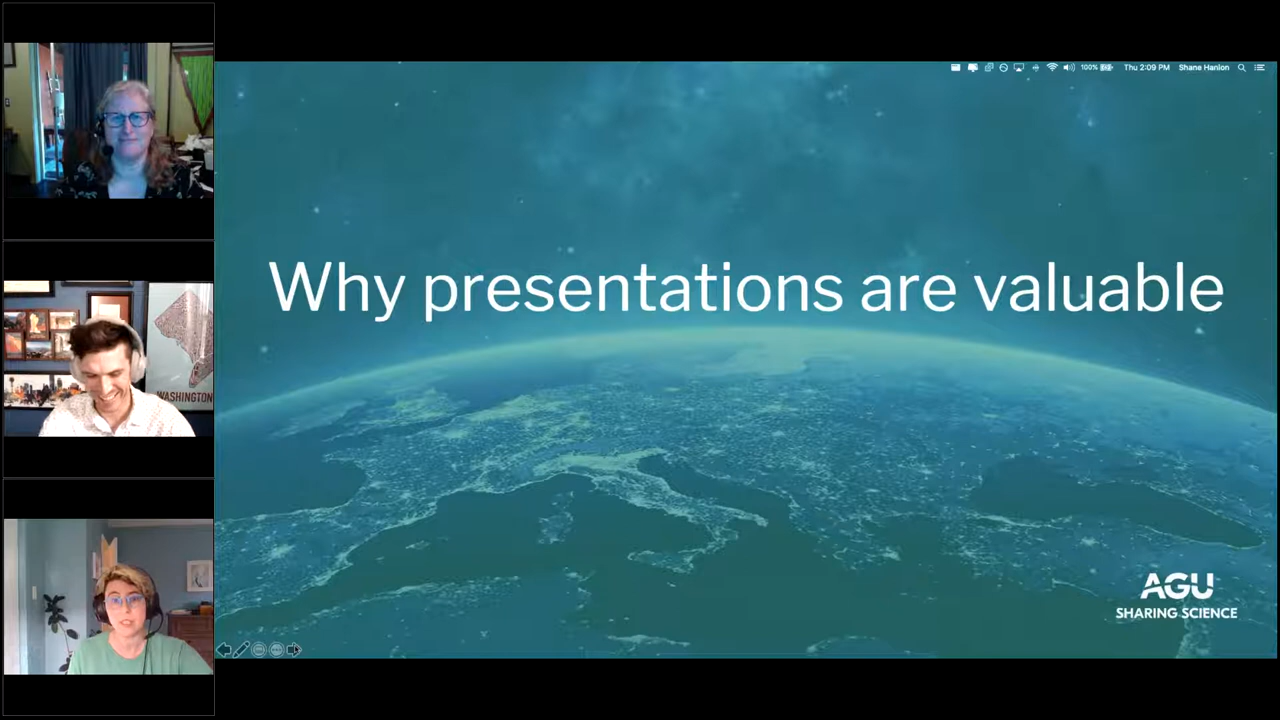 100%
Thu 2:09 PM
Shane Hanlon
Why presentations are valuable
WASHINGTON
AGU
SHARING SCIENCE